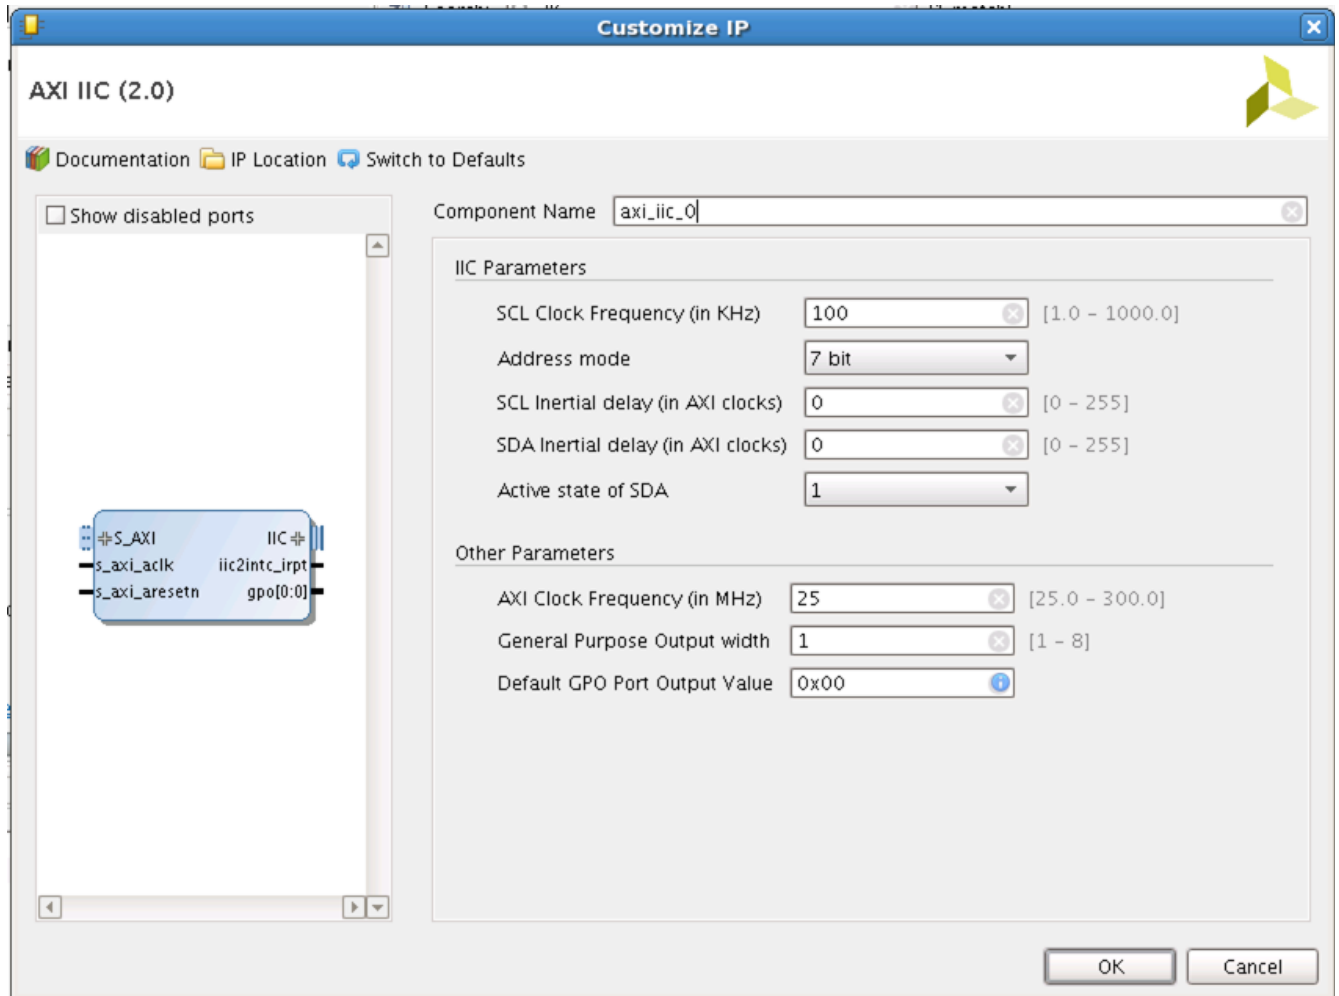 Customize IP
AXI IIC (2.0)
Documentation IP Location Switch to Defaults
Show disabled ports
Component Name axi_iic_0
IIC Parameters
SCL Clock Frequency (in KHz) 100 [1.0 - 1000.0]
Address mode 7 bit
SCL Inertial delay (in AXI clocks) 0 [0 - 255]
SDA Inertial delay (in AXI clocks) 0 [0 - 255]
Active state of SDA 1
S_AXI IIC
s_axi_aclk iic2intc_irpt
s_axi_aresetn gpo[0:0]
Other Parameters
AXI Clock Frequency (in MHz) 25 [25.0 - 300.0]
General Purpose Output width 1 [1 - 8]
Default GPO Port Output Value 0x00
OK Cancel